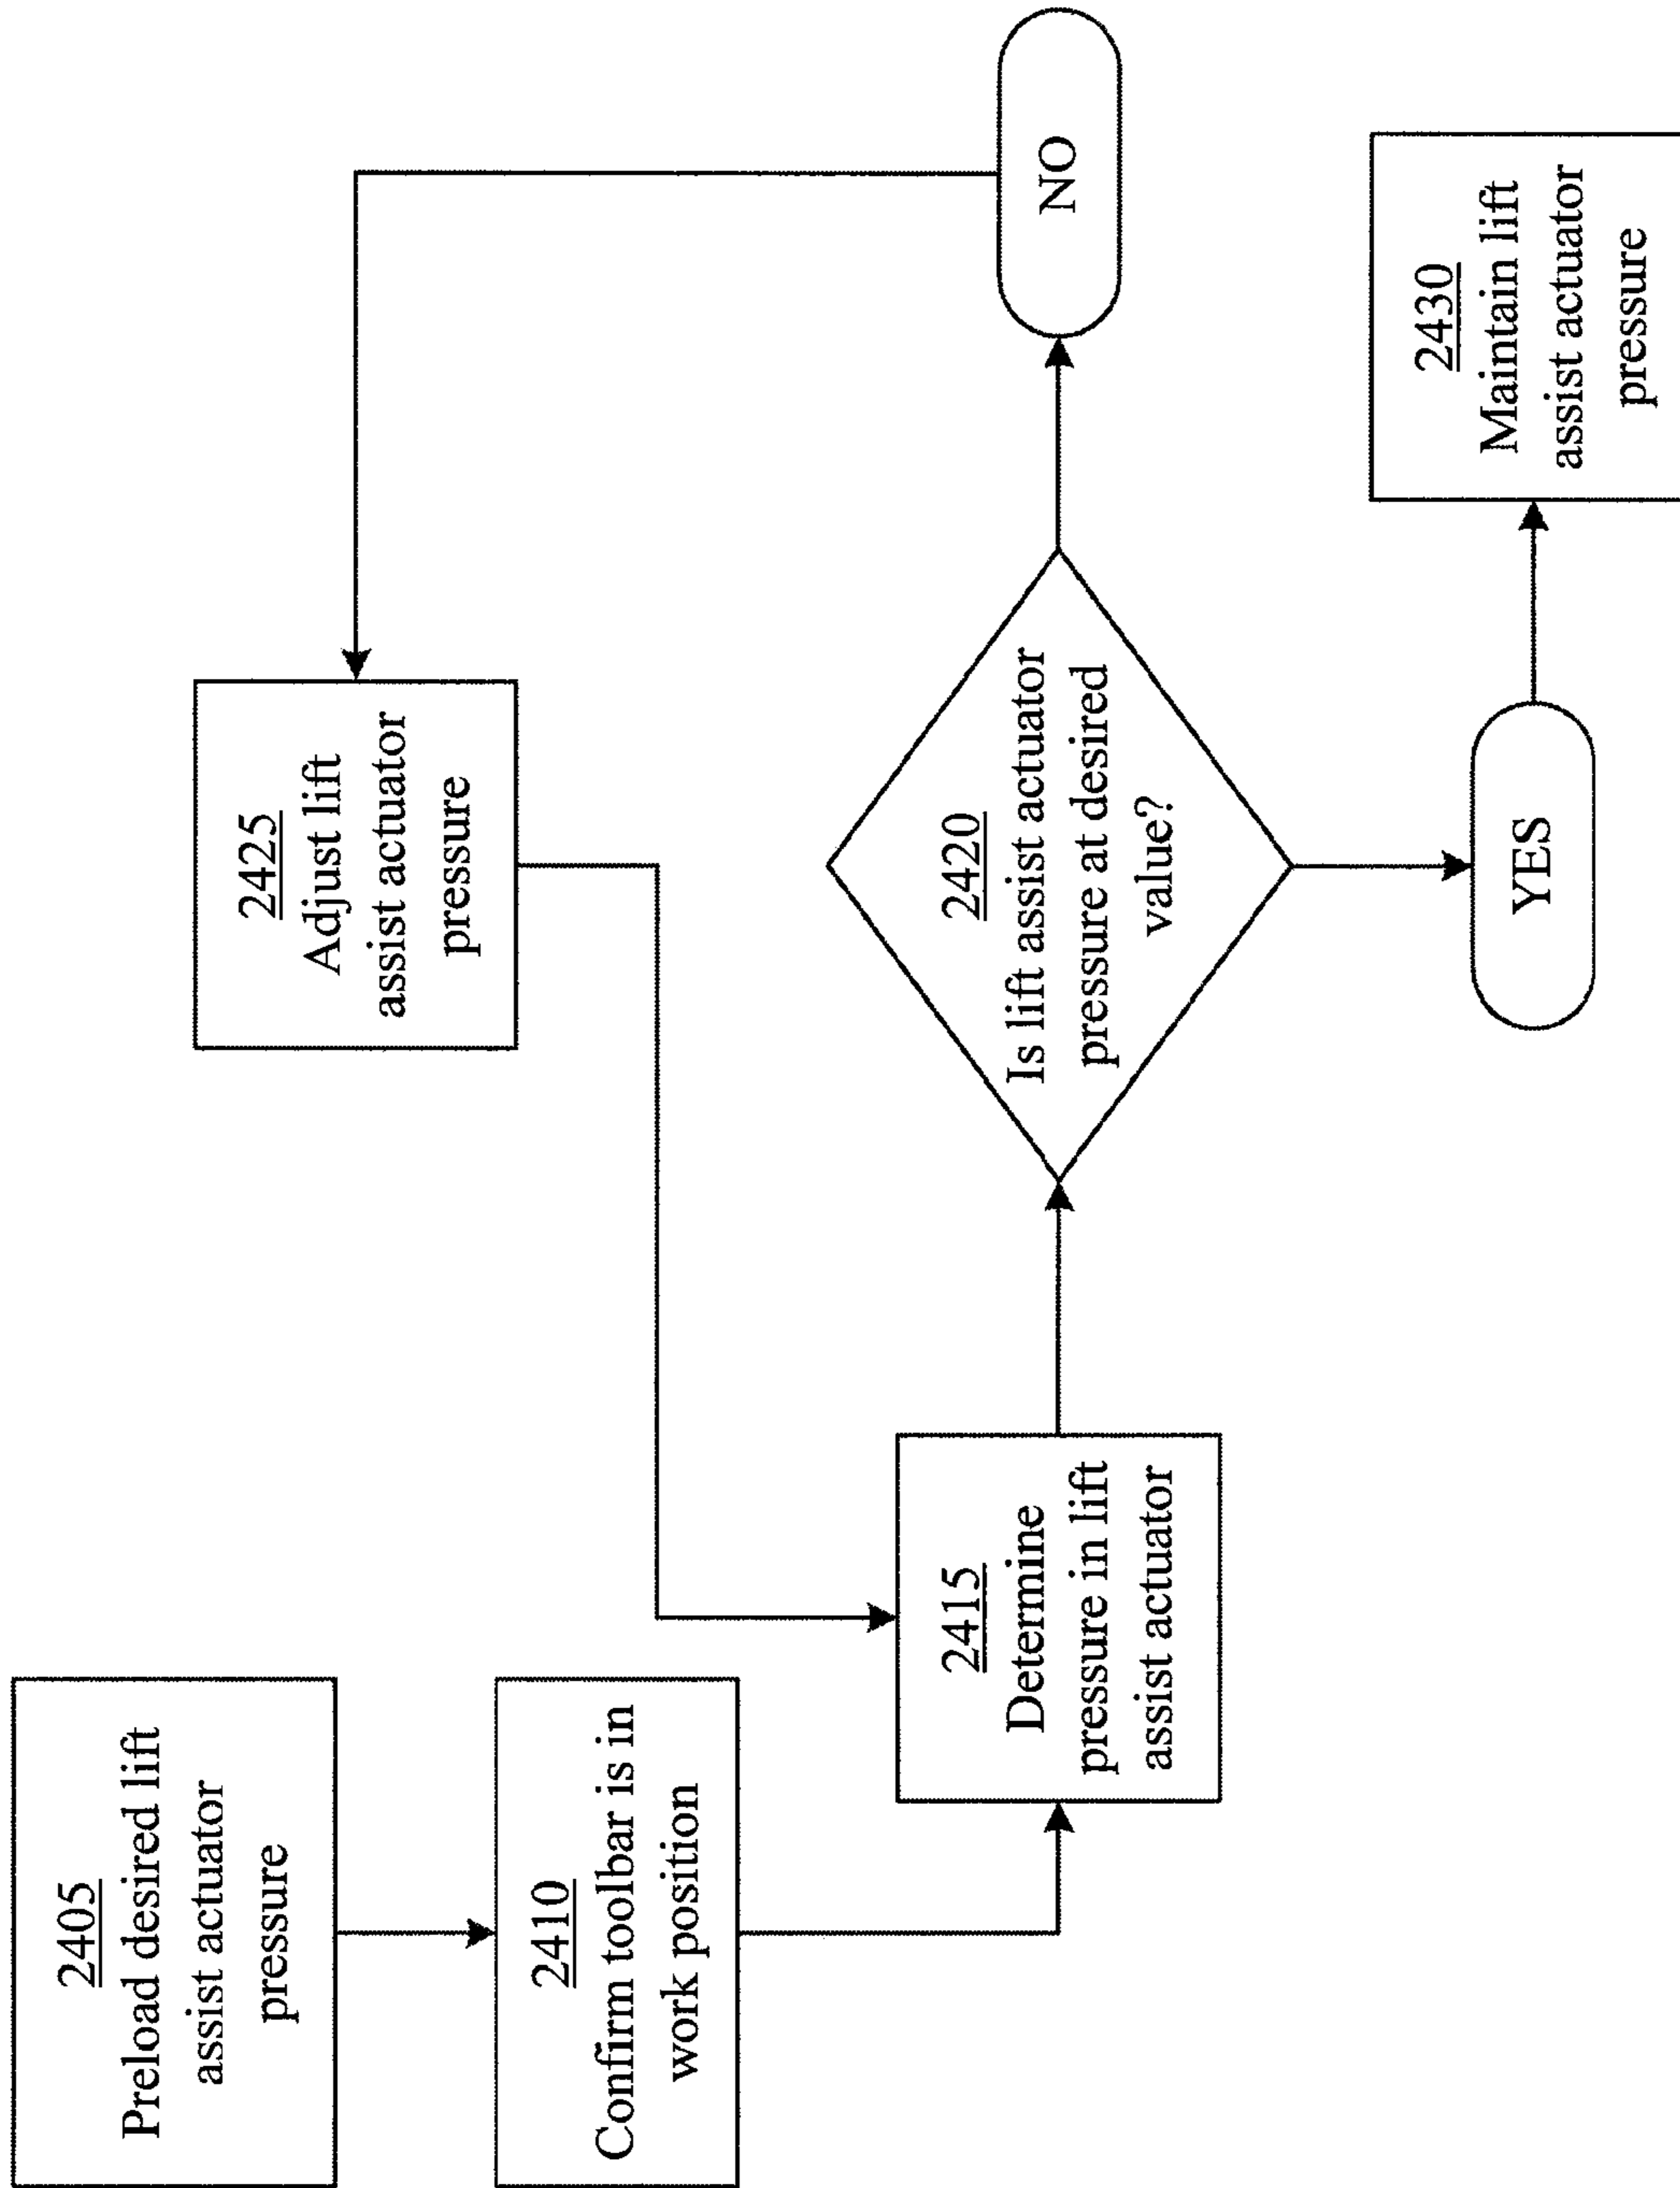 2405
Preload desired lift
assist actuator
pressure
2410
Confirm toolbar is in
work position
2415
Determine
pressure in lift
assist actuator
2420
Is lift assist actuator
pressure at desired
value?
NO
2425
Adjust lift
assist actuator
pressure
YES
2430
Maintain lift
assist actuator
pressure